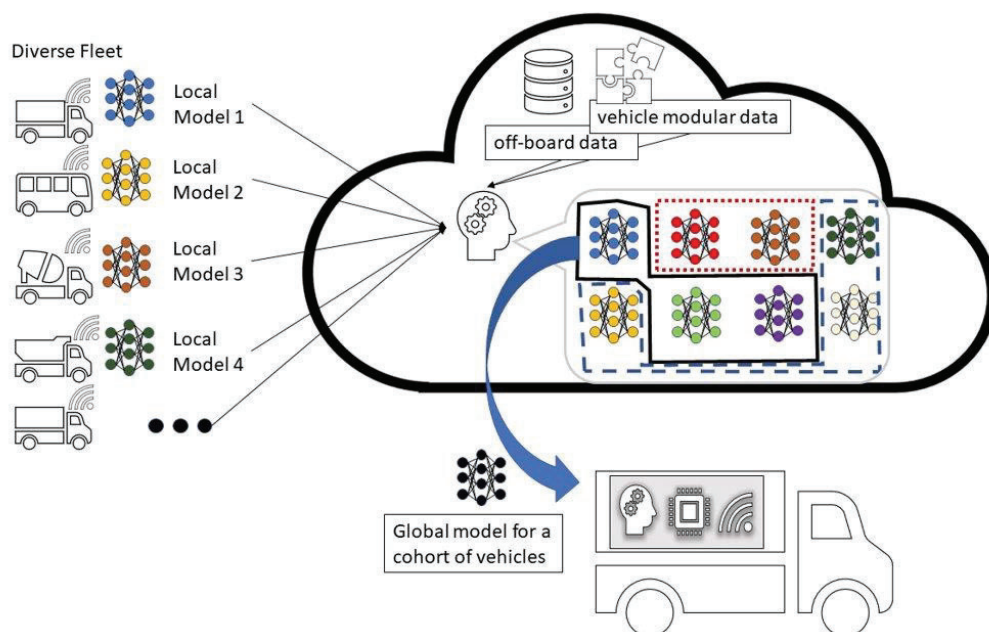 Diverse Fleet
Local
Model 1
Local
Model 2
Local
Model 3
Local
Model 4
vehicle modular data
off-board data
Global model for a
cohort of vehicles